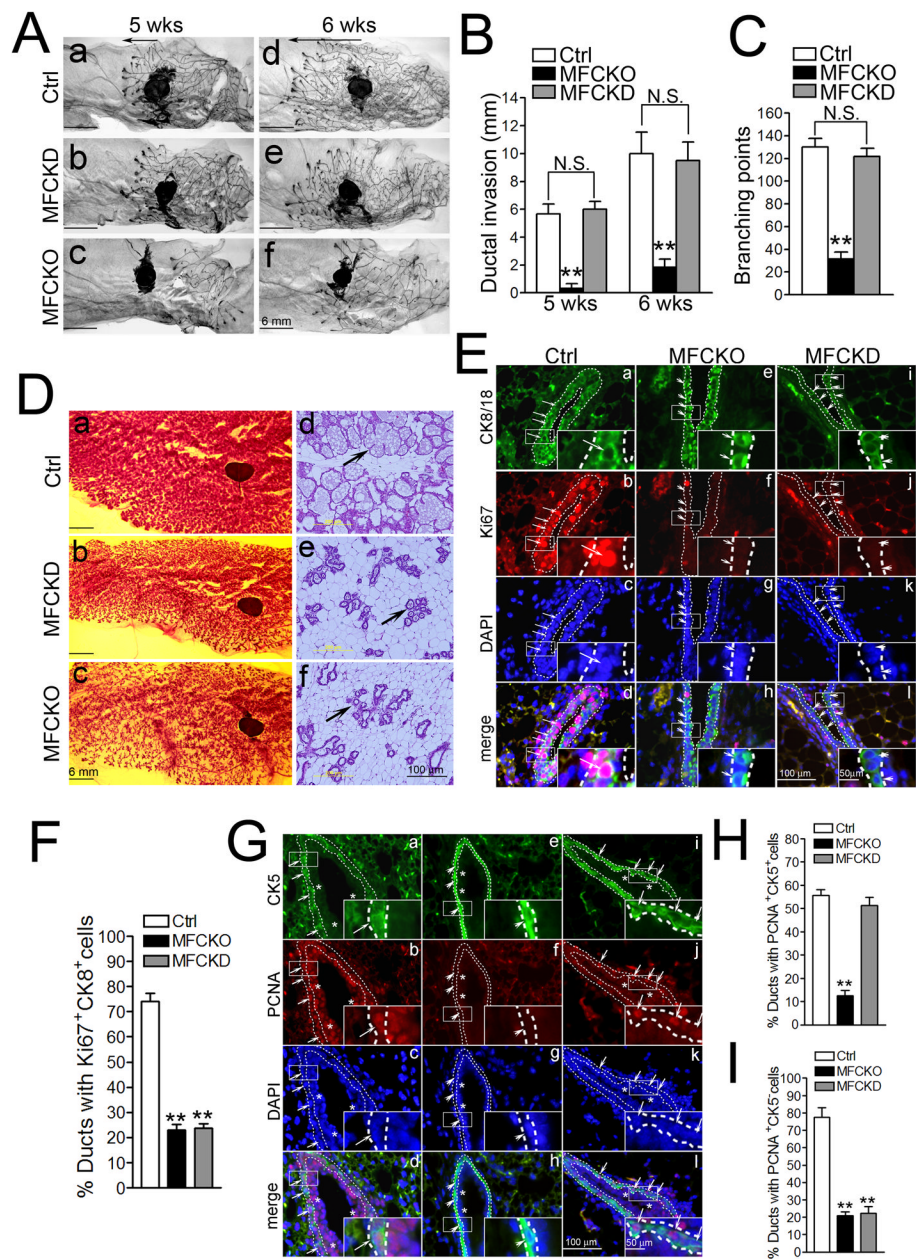 A
5 wks
6 wks
Ctrl
a
d
MFCKD
b
e
MFCKO
c
f
6 mm
B
Ctrl
MFCKO
MFCKD
Ductal invasion (mm)
14
12
10
8
6
4
2
0
N.S.
N.S.
**
**
5 wks
6 wks
C
Ctrl
MFCKO
MFCKD
Branching points
140
120
100
80
60
40
20
0
N.S.
**
D
Ctrl
a
d
MFCKD
b
e
MFCKO
c
f
6 mm
100 µm
E
Ctrl
MFCKO
MFCKD
CK8/18
a
e
i
Ki67
b
f
j
DAPI
c
g
k
merge
d
h
l
100 µm
50µm
F
Ctrl
MFCKO
MFCKD
% Ducts with Ki67+CK8+cells
100
90
80
70
60
50
40
30
20
10
0
**
**
G
CK5
a
e
i
PCNA
b
f
j
DAPI
c
g
k
merge
d
h
l
100 µm
50 µm
H
Ctrl
MFCKO
MFCKD
% Ducts with PCNA+CK5+cells
80
70
60
50
40
30
20
10
0
**
I
Ctrl
MFCKO
MFCKD
% Ducts with PCNA+CK5-cells
100
90
80
70
60
50
40
30
20
10
0
**
**